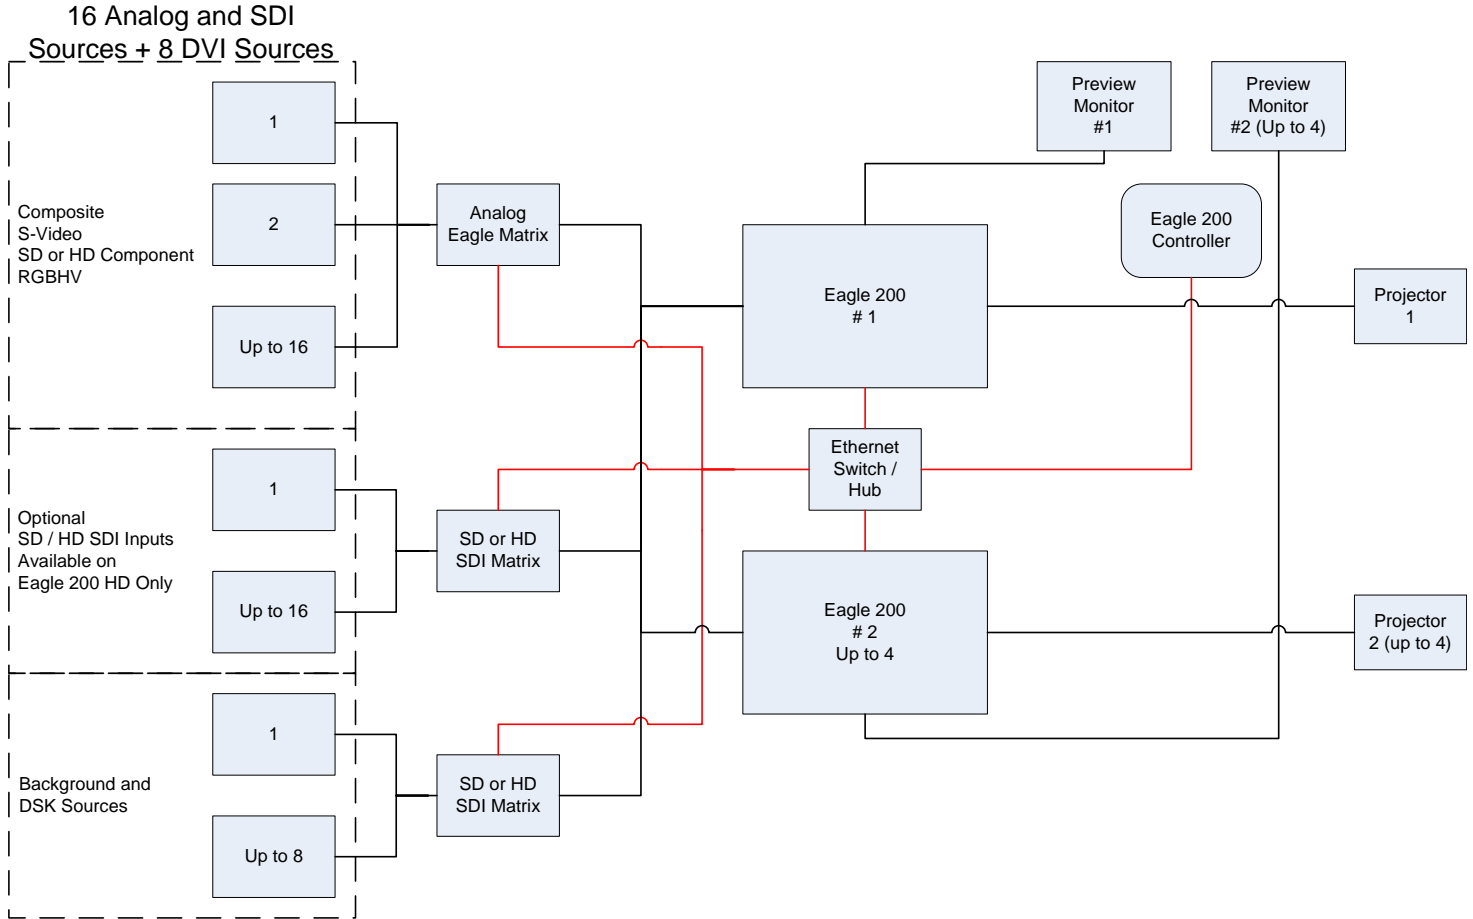 16 Analog and SDI
Sources + 8 DVI Sources
1
2
Up to 16
Composite
S-Video
SD or HD Component
RGBHV
Analog
Eagle Matrix
Preview
Monitor
#1
Preview
Monitor
#2 (Up to 4)
Eagle 200
Controller
Eagle 200
# 1
Projector
1
Ethernet
Switch /
Hub
1
Up to 16
Optional
SD / HD SDI Inputs
Available on
Eagle 200 HD Only
SD or HD
SDI Matrix
Eagle 200
# 2
Up to 4
Projector
2 (up to 4)
1
Up to 8
Background and
DSK Sources
SD or HD
SDI Matrix